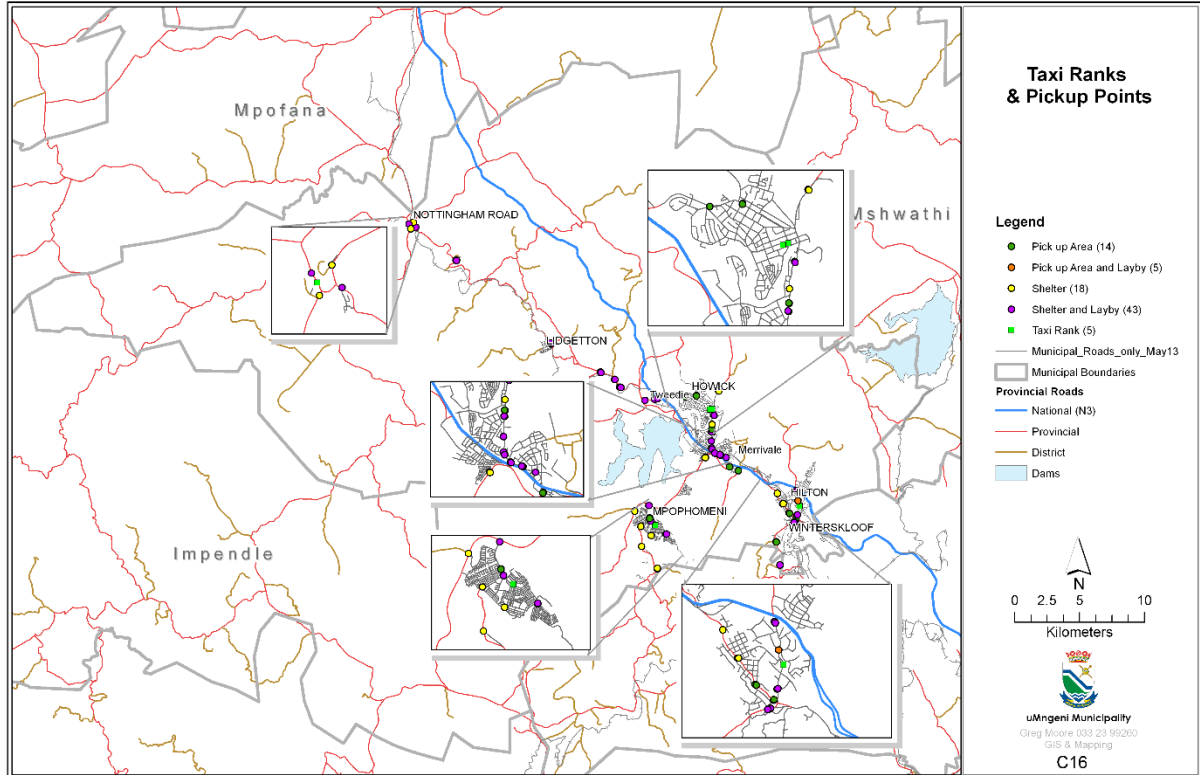 Mpofana
NOTTINGHAM ROAD
Mshwathi
LIDGETTON
HOWICK
Tweedie
Merrivale
HILTON
MPOPHOMENI
WINTERSKLOOF
Impendle
Taxi Ranks
& Pickup Points
Legend
Pick up Area (14)
Pick up Area and Layby (5)
Shelter (18)
Shelter and Layby (43)
Taxi Rank (5)
Municipal_Roads_only_May13
Municipal Boundaries
Provincial Roads
National (N3)
Provincial
District
Dams
N
0 2.5 5 10
Kilometers
uMngeni Municipality
Greg Moore 033 23 99260
GIS & Mapping
C16